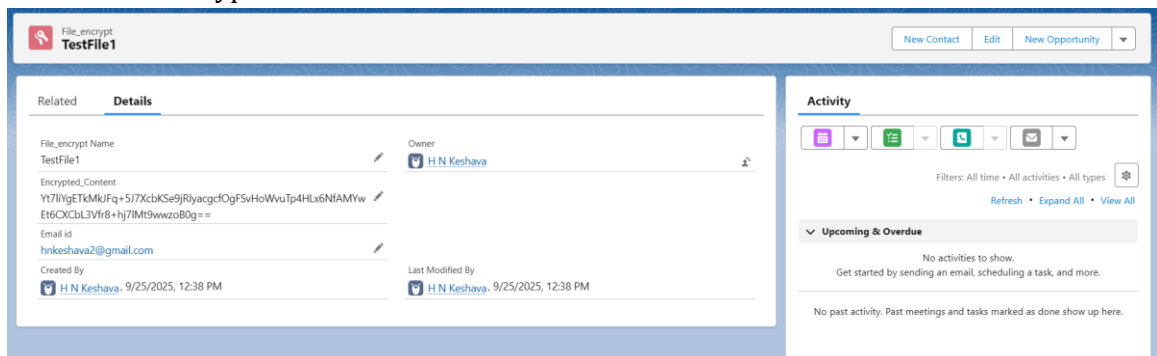 File_encrypt
TestFile1
New Contact
Edit
New Opportunity
Related
Details
File_encrypt Name
TestFile1
Owner
H N Keshava
Encrypted_Content
Yt7liYgETkMkJFq+5J7XcbKSe9jRIyacgcfOgFSvHoWvuTp4HLx6NfAMYw
Et6CXCbL3Vfr8+hj7lMt9wwzoB0g==
Email id
hnkeshava2@gmail.com
Created By
H N Keshava, 9/25/2025, 12:38 PM
Last Modified By
H N Keshava, 9/25/2025, 12:38 PM
Activity
Filters: All time • All activities • All types
Refresh • Expand All • View All
Upcoming & Overdue
No activities to show.
Get started by sending an email, scheduling a task, and more.
No past activity. Past meetings and tasks marked as done show up here.